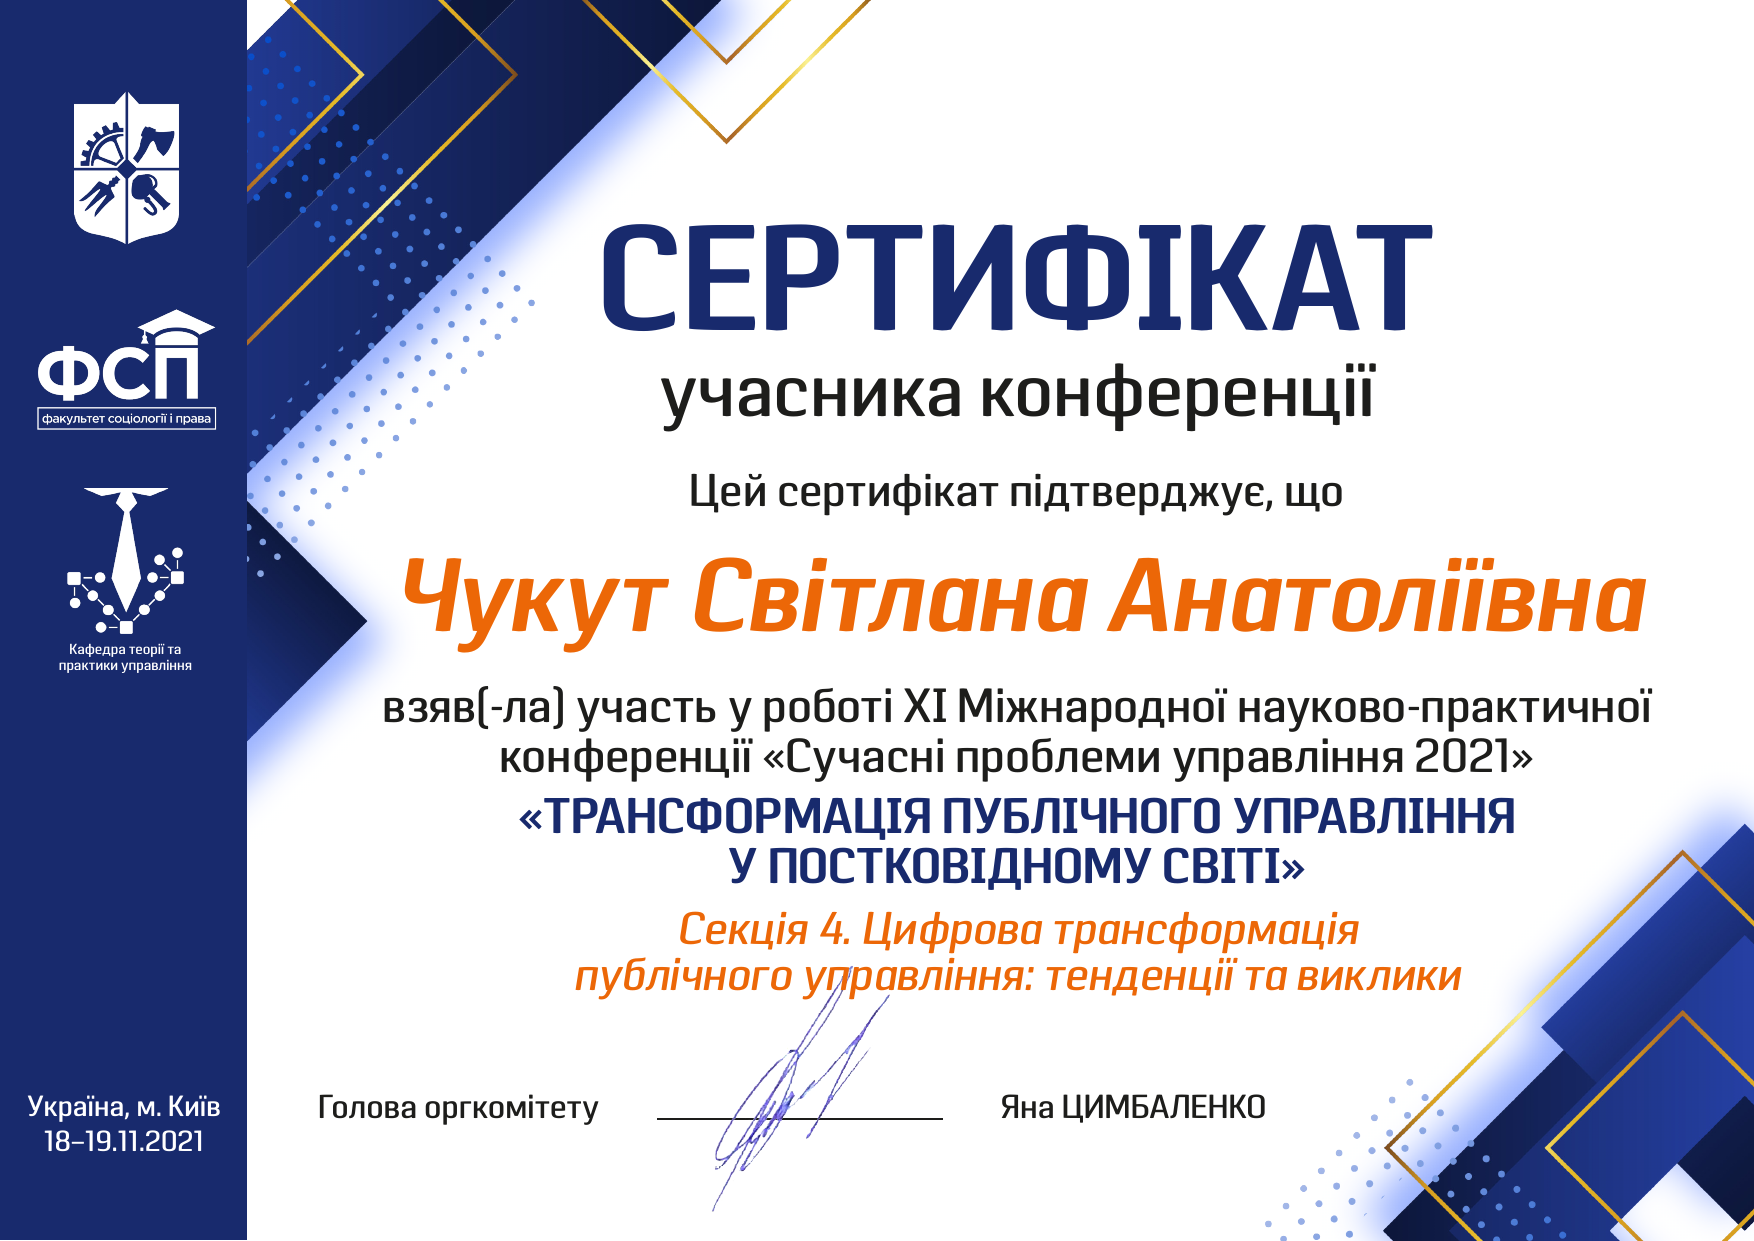 ФСП
факультет соціології і права
Кафедра теорії та
практики управління
Україна, м. Київ
18–19.11.2021
СЕРТИФІКАТ
учасника конференції
Цей сертифікат підтверджує, що
Чукут Світлана Анатоліївна
взяв(-ла) участь у роботі XI Міжнародної науково-практичної
конференції «Сучасні проблеми управління 2021»
«ТРАНСФОРМАЦІЯ ПУБЛІЧНОГО УПРАВЛІННЯ
У ПОСТКОВІДНОМУ СВІТІ»
Секція 4. Цифрова трансформація
публічного управління: тенденції та виклики
Голова оргкомітету Яна ЦИМБАЛЕНКО